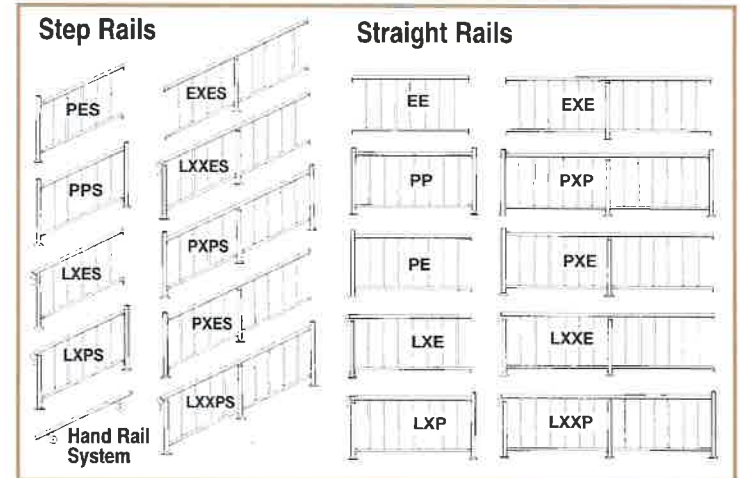 Step Rails
PES
PPS
LXES
LXPS
Hand Rail
System
EXES
LXXES
PXPS
PXES
LXXPS
Straight Rails
EE
PP
PE
LXE
LXP
EXE
PXP
PXE
LXXE
LXXP